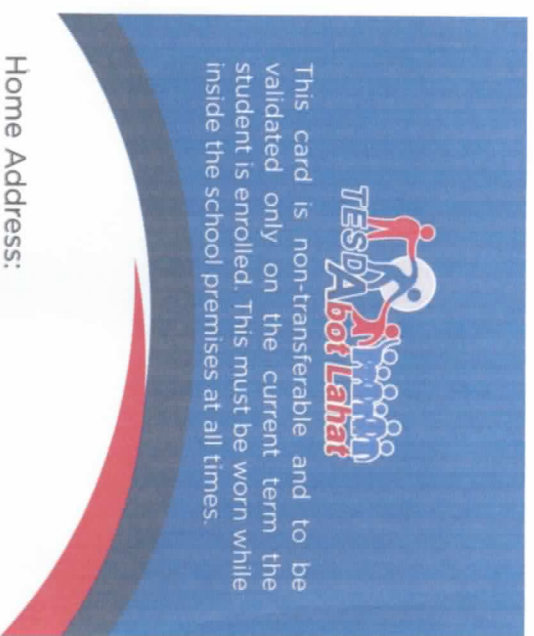 TESDA Abot Lahat
This card is non-transferable and to be
validated only on the current term the
student is enrolled. This must be worn while
inside the school premises at all times.
Home Address: